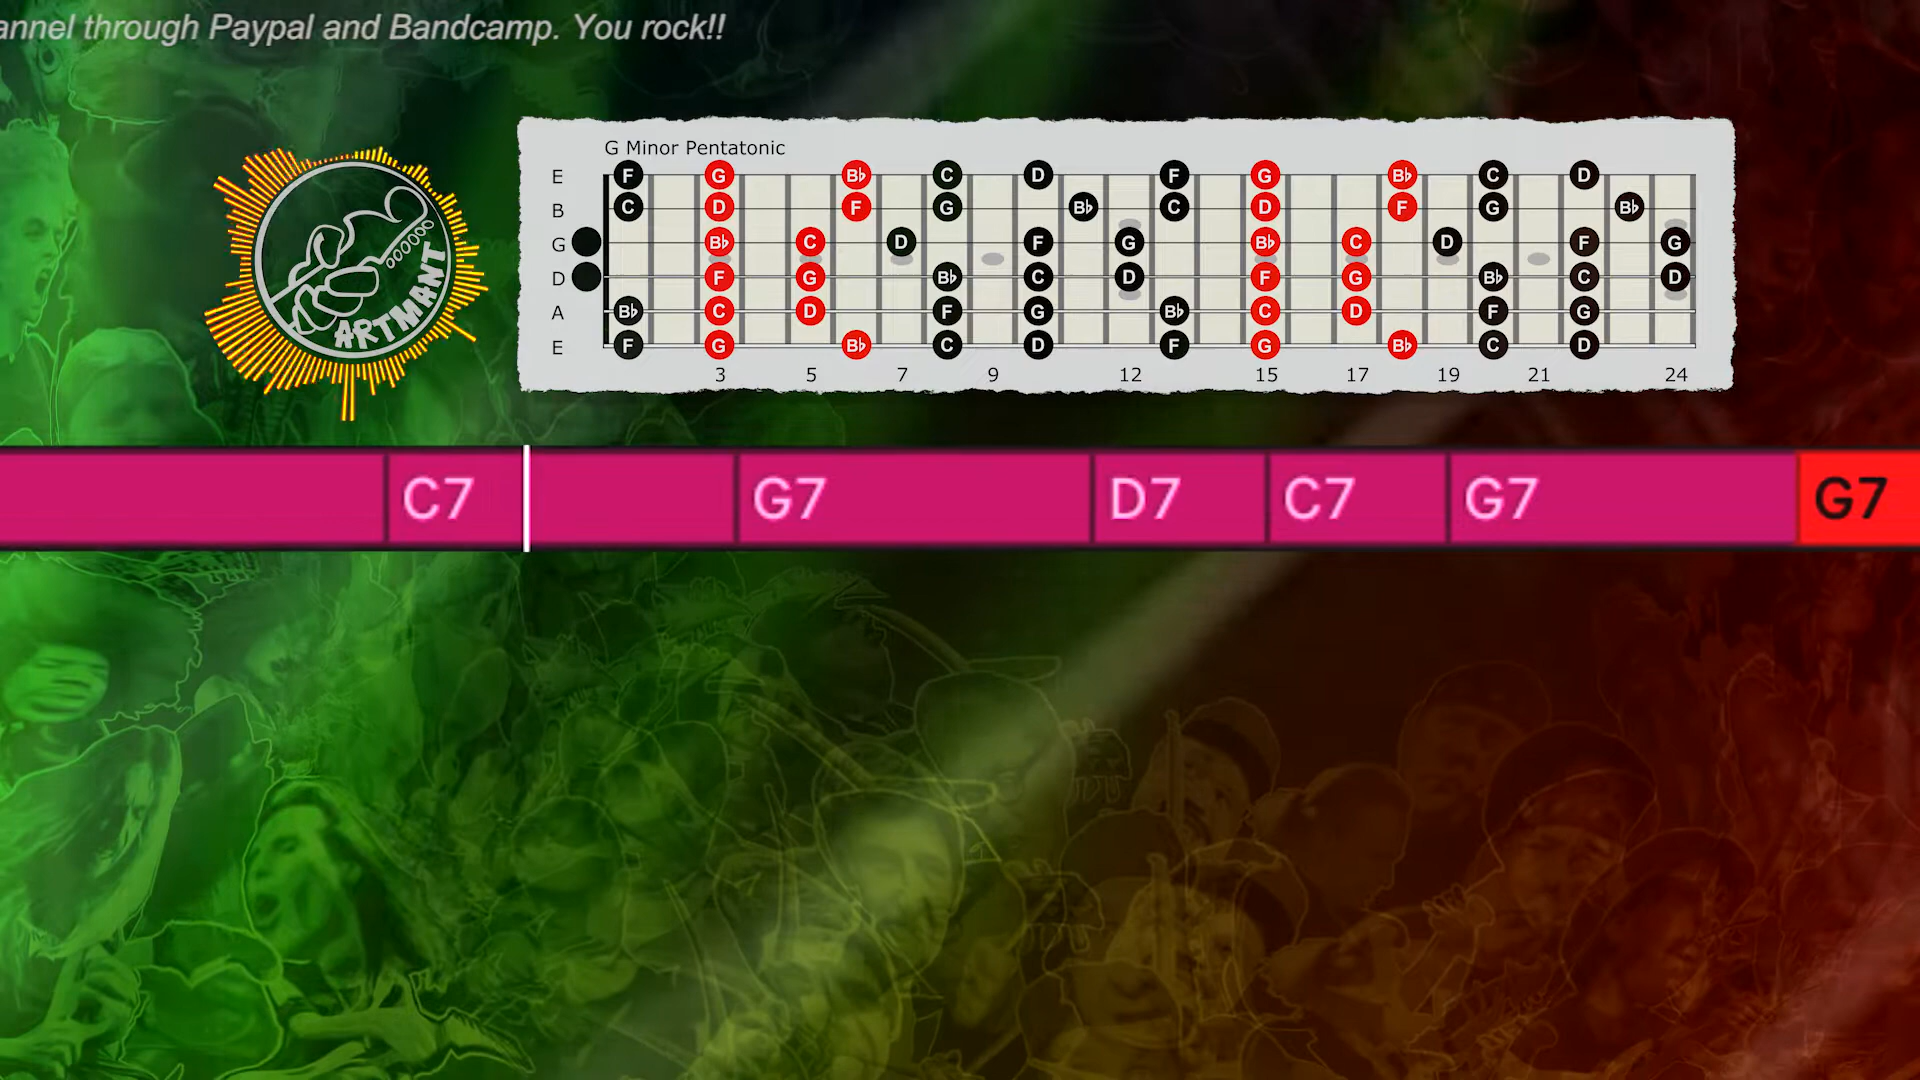 annel through Paypal and Bandcamp. You rock!!
G Minor Pentatonic
E F G B♭ C D F G B♭ C D
B C D F G B♭ C D F G B♭
G B♭ C D F G B♭ C D F G
D F G B♭ C D F G B♭ C D
A B♭ C D F G B♭ C D F G
E F G B♭ C D F G B♭ C D
3 5 7 9 12 15 17 19 21 24
ARTMANT
C7 G7 D7 C7 G7 G7